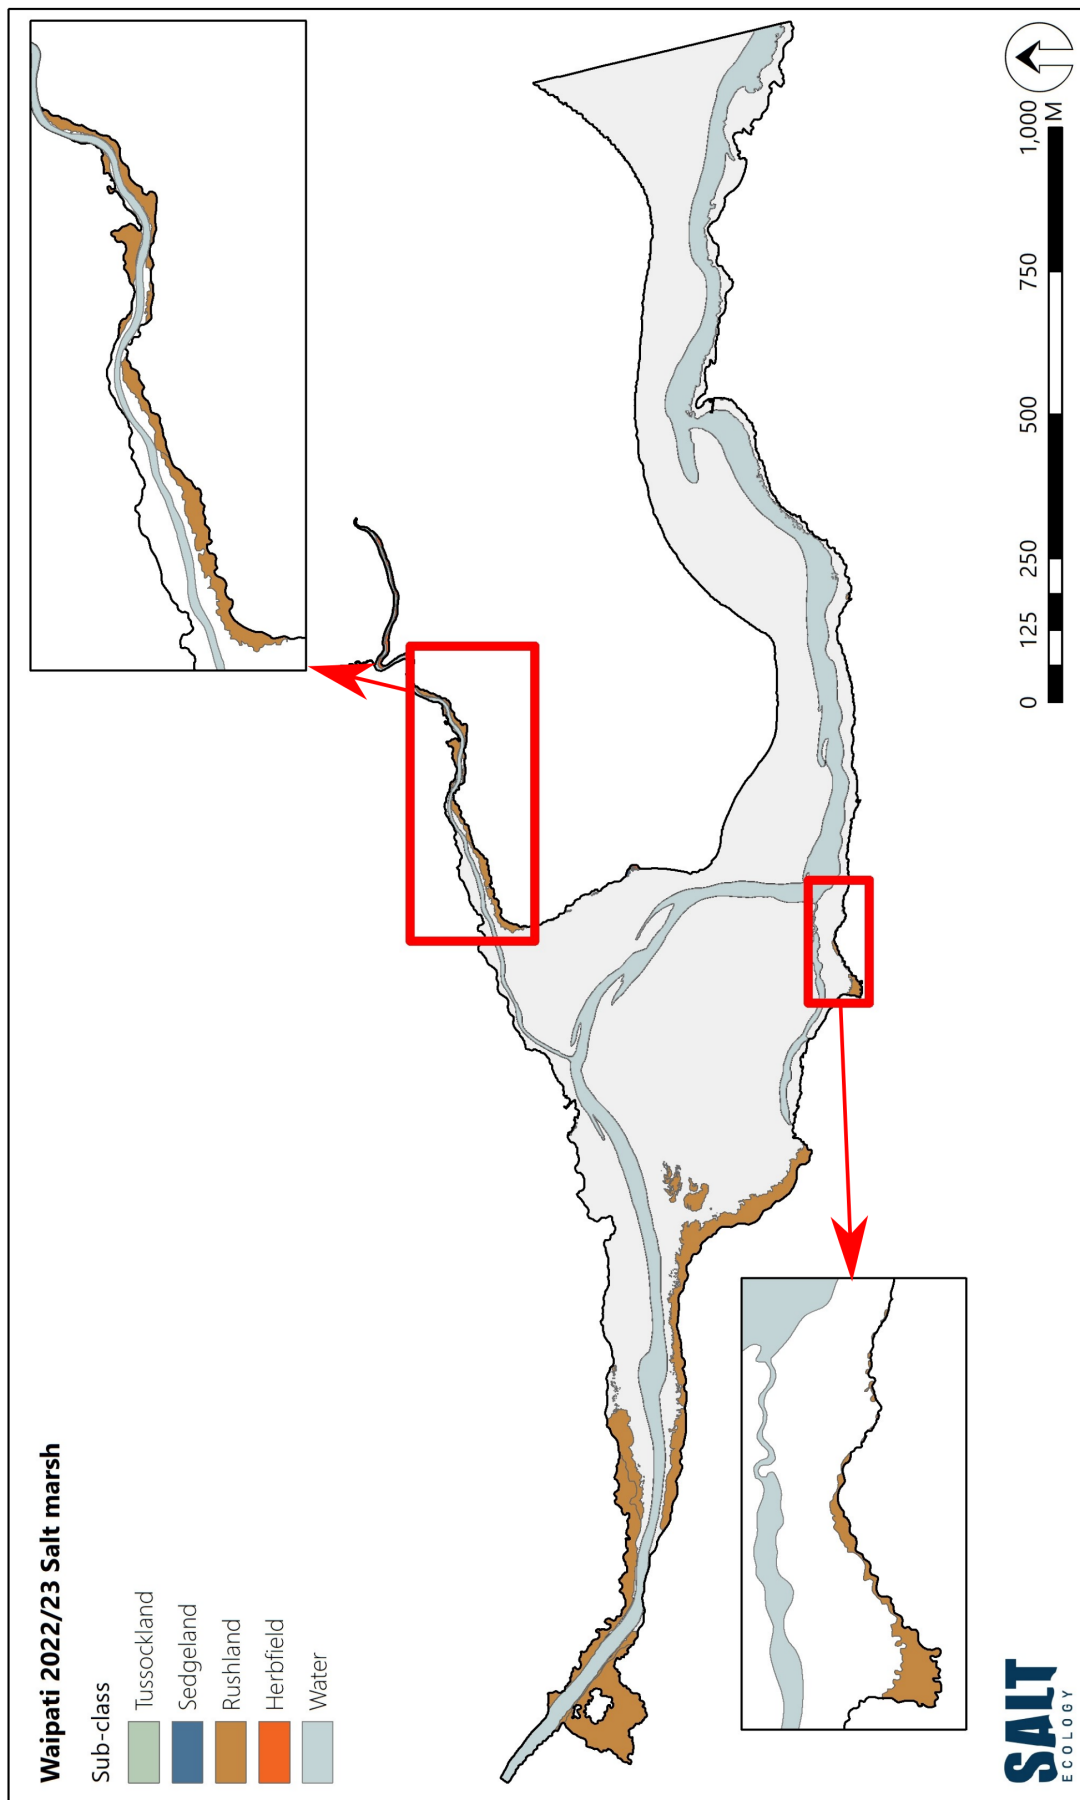 Waipati 2022/23 Salt marsh
Sub-class
Tussockland
Sedgeland
Rushland
Herbfield
Water
0 125 250 500 750 1,000
M
SALT
ECOLOGY